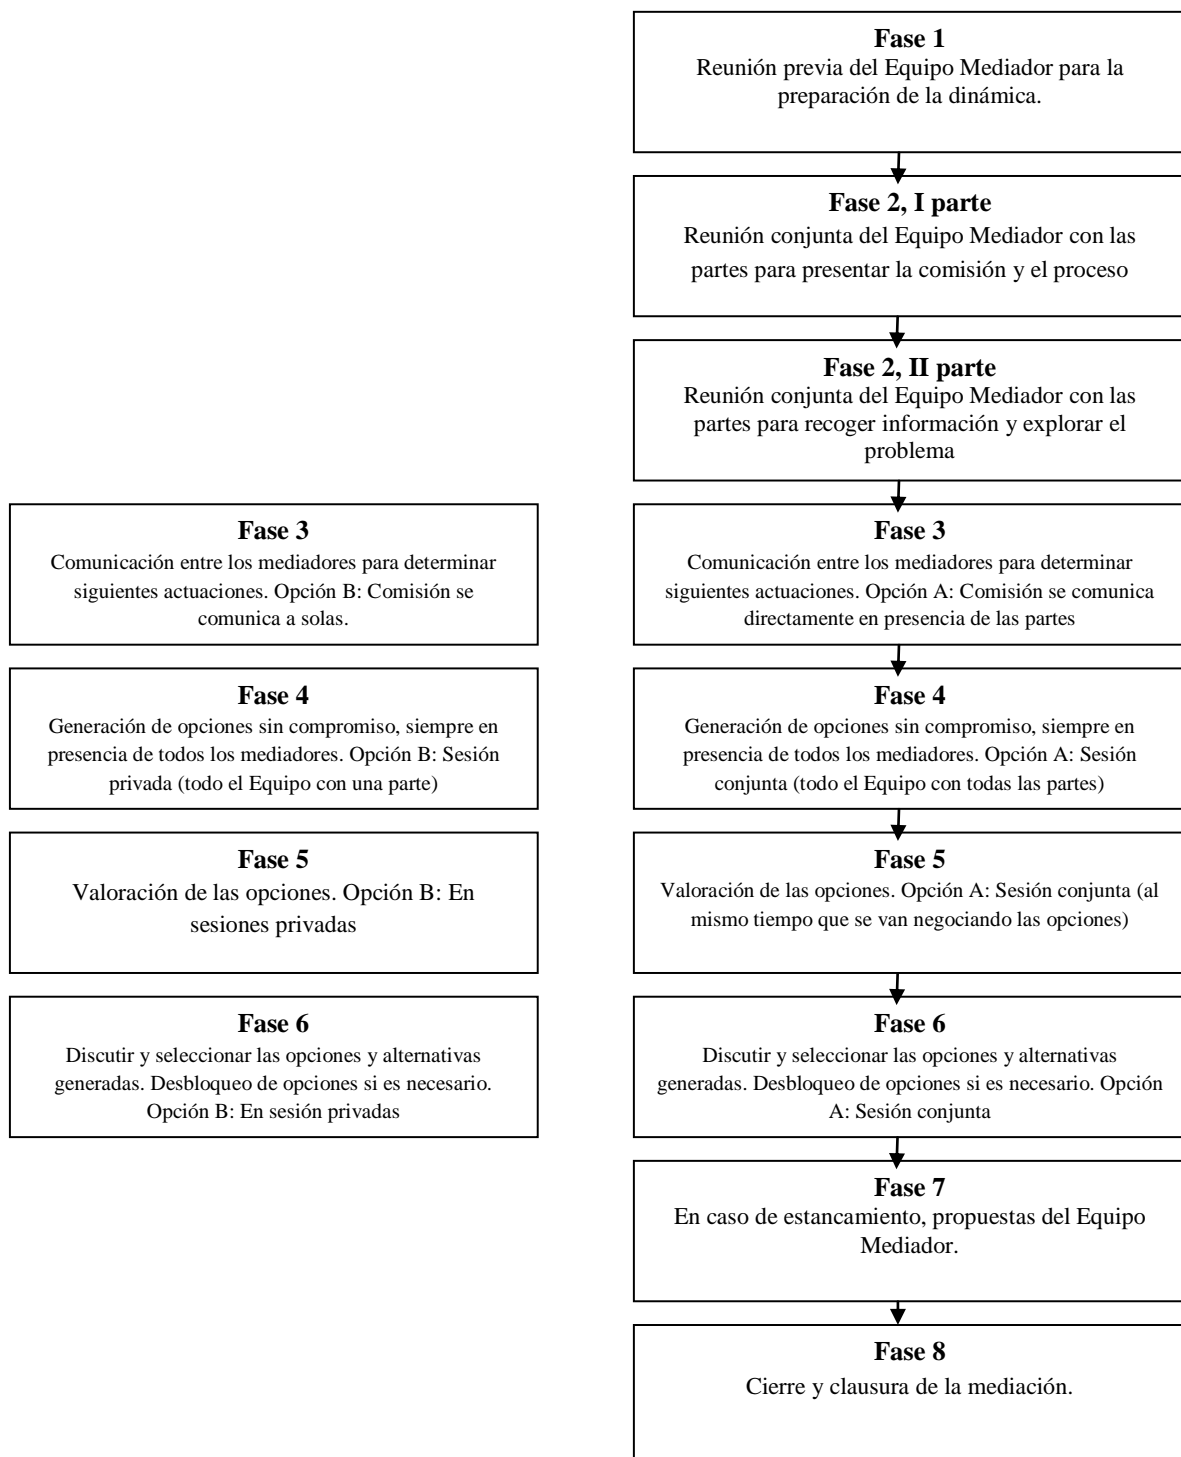 Fase 1
Reunión previa del Equipo Mediador para la
preparación de la dinámica.
Fase 2, I parte
Reunión conjunta del Equipo Mediador con las
partes para presentar la comisión y el proceso
Fase 2, II parte
Reunión conjunta del Equipo Mediador con las
partes para recoger información y explorar el
problema
Fase 3
Comunicación entre los mediadores para determinar
siguientes actuaciones. Opción B: Comisión se
comunica a solas.
Fase 3
Comunicación entre los mediadores para determinar
siguientes actuaciones. Opción A: Comisión se comunica
directamente en presencia de las partes
Fase 4
Generación de opciones sin compromiso, siempre en
presencia de todos los mediadores. Opción B: Sesión
privada (todo el Equipo con una parte)
Fase 4
Generación de opciones sin compromiso, siempre en
presencia de todos los mediadores. Opción A: Sesión
conjunta (todo el Equipo con todas las partes)
Fase 5
Valoración de las opciones. Opción B: En
sesiones privadas
Fase 5
Valoración de las opciones. Opción A: Sesión conjunta (al
mismo tiempo que se van negociando las opciones)
Fase 6
Discutir y seleccionar las opciones y alternativas
generadas. Desbloqueo de opciones si es necesario.
Opción B: En sesión privadas
Fase 6
Discutir y seleccionar las opciones y alternativas
generadas. Desbloqueo de opciones si es necesario. Opción
A: Sesión conjunta
Fase 7
En caso de estancamiento, propuestas del Equipo
Mediador.
Fase 8
Cierre y clausura de la mediación.